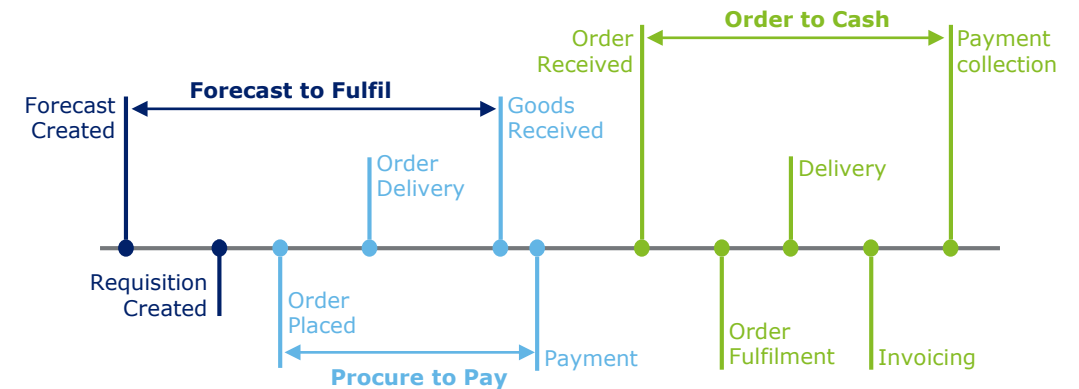 Order to Cash
Order
Received
Payment
collection
Forecast to Fulfil
Forecast
Created
Goods
Received
Order
Delivery
Delivery
Requisition
Created
Order
Placed
Payment
Procure to Pay
Order
Fulfilment
Invoicing